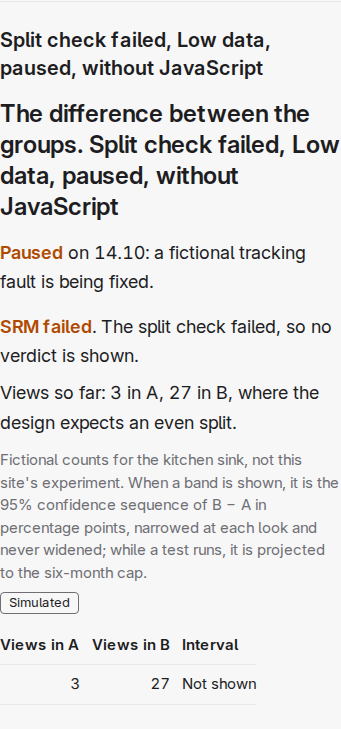 Split check failed, Low data,
paused, without JavaScript
The difference between the
groups. Split check failed, Low
data, paused, without
JavaScript
Paused on 14.10: a fictional tracking
fault is being fixed.
SRM failed. The split check failed, so no
verdict is shown.
Views so far: 3 in A, 27 in B, where the
design expects an even split.
Fictional counts for the kitchen sink, not this
site's experiment. When a band is shown, it is the
95% confidence sequence of B − A in
percentage points, narrowed at each look and
never widened; while a test runs, it is projected
to the six-month cap.
Simulated
Views in A Views in B Interval
3 27 Not shown